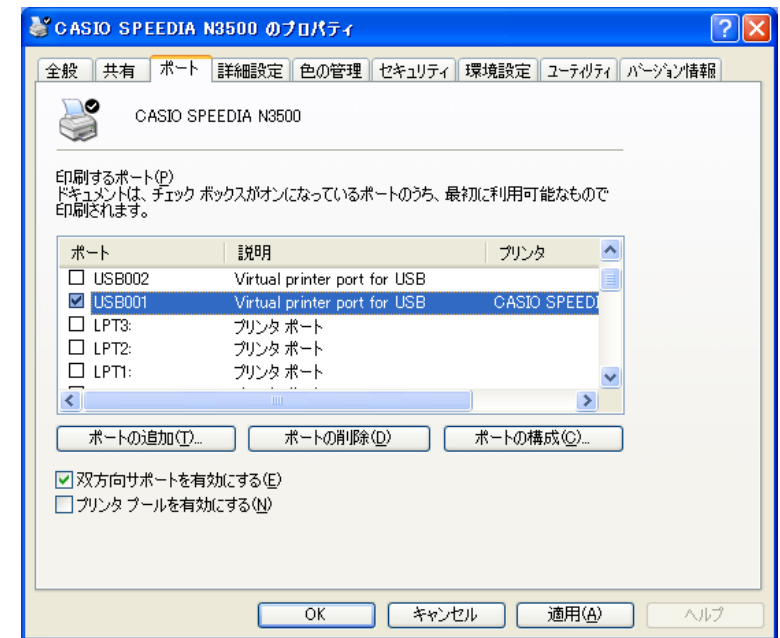 CASIO SPEEDIA N3500 のプロパティ
全般 共有 ポート 詳細設定 色の管理 セキュリティ 環境設定 ユーティリティ バージョン情報
CASIO SPEEDIA N3500
印刷するポート(P)
ドキュメントは、チェック ボックスがオンになっているポートのうち、最初に利用可能なもので
印刷されます。
ポート 説明 プリンタ
USB002 Virtual printer port for USB
USB001 Virtual printer port for USB CASIO SPEEDI
LPT3: プリンタ ポート
LPT2: プリンタ ポート
LPT1: プリンタ ポート
ポートの追加(T)... ポートの削除(D) ポートの構成(C)...
双方向サポートを有効にする(E)
プリンタ プールを有効にする(N)
OK キャンセル 適用(A) ヘルプ